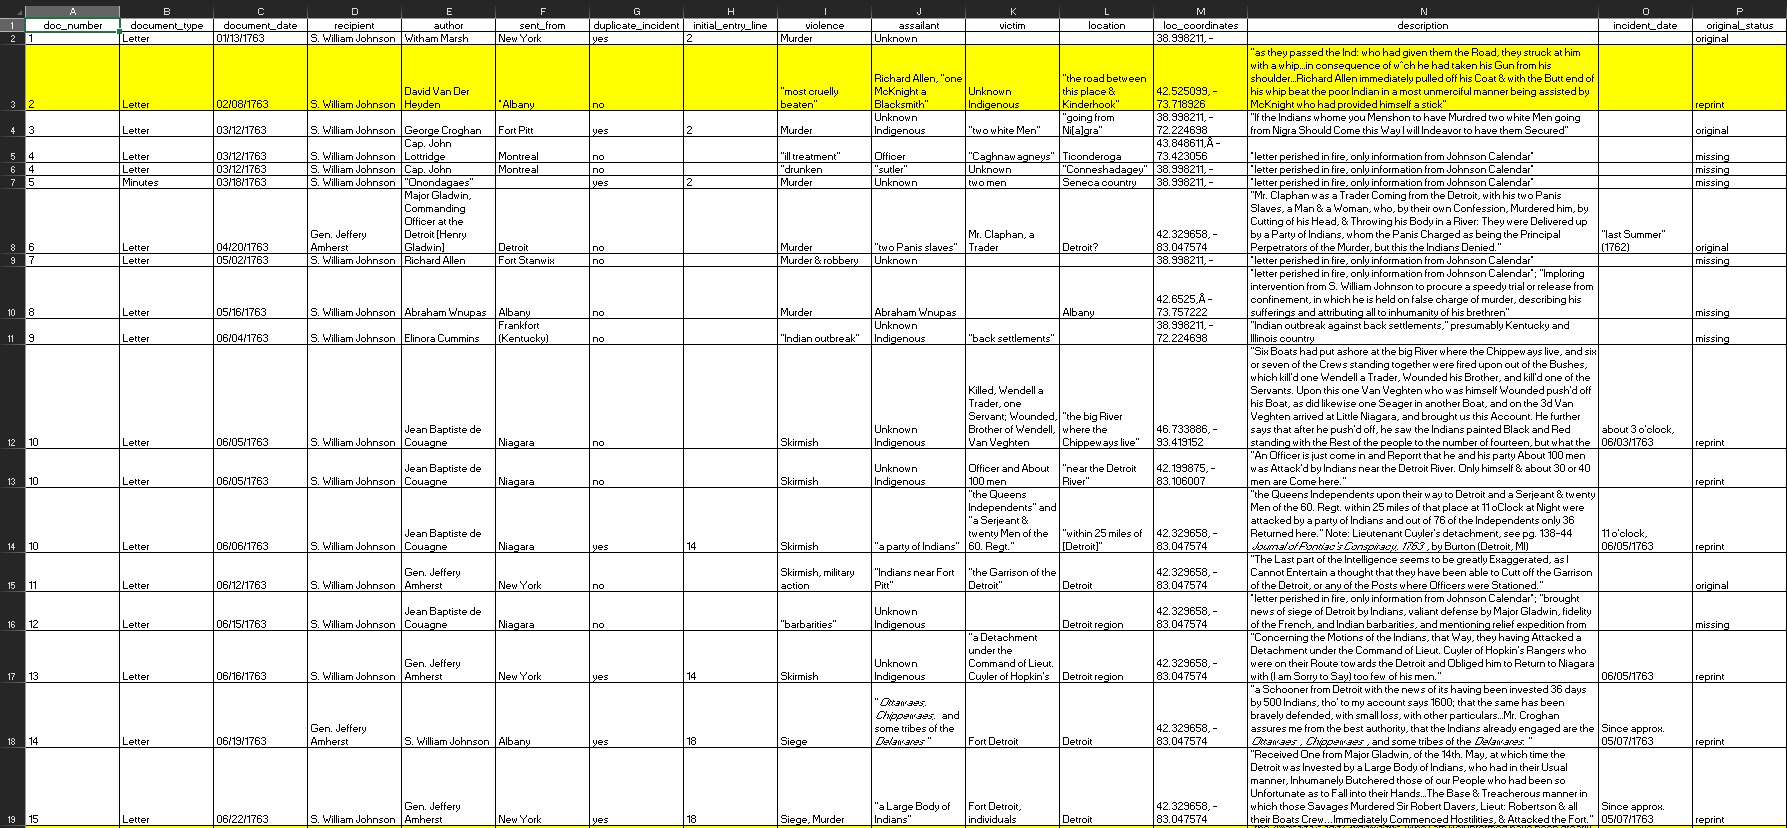 A B C D E F G H I J K L M N O P
1 doc_number document_type document_date recipient author sent_from duplicate_incident initial_entry_line violence assailant victim location loc_coordinates description incident_date original_status
2 1 Letter 01/13/1763 S. William Johnson Witham Marsh New York yes 2 Murder Unknown 38.998211, - original
"as they passed the Ind: who had given them the Road, they struck at him
with a whip...in consequence of w^ch he had taken his Gun from his
Richard Allen, "one "the road between shoulder...Richard Allen immediately pulled off his Coat & with the Butt end of
David Van Der "most cruelly McKnight a Unknown this place & 42.525099, - his whip beat the poor Indian in a most unmerciful manner being assisted by
3 2 Letter 02/08/1763 S. William Johnson Heyden "Albany no beaten" Blacksmith" Indigenous Kinderhook" 73.718926 McKnight who had provided himself a stick" reprint
Unknown "going from 38.998211, - "If the Indians whome you Menshon to have Murdred two white Men going
4 3 Letter 03/12/1763 S. William Johnson George Croghan Fort Pitt yes 2 Murder Indigenous "two white Men" Ni[a]gra" 72.224698 from Nigra Should Come this Way I will Indeavor to have them Secured" original
Cap. John 43.848611,Â -
5 4 Letter 03/12/1763 S. William Johnson Lottridge Montreal no "ill treatment" Officer "Caghnawagneys" Ticonderoga 73.423056 "letter perished in fire, only information from Johnson Calendar" missing
6 4 Letter 03/12/1763 S. William Johnson Cap. John Montreal no "drunken "sutler" Unknown "Conneshadagey" 38.998211, - "letter perished in fire, only information from Johnson Calendar" missing
7 5 Minutes 03/18/1763 S. William Johnson "Onondagaes" yes 2 Murder Unknown two men Seneca country 38.998211, - "letter perished in fire, only information from Johnson Calendar" missing
Major Gladwin, "Mr. Claphan was a Trader Coming from the Detroit, with his two Panis
Commanding Slaves, a Man & a Woman, who, by their own Confession, Murdered him, by
Officer at the Cutting of his Head, & Throwing his Body in a River: They were Delivered up
Detroit [Henry by a Party of Indians, whom the Panis Charged as being the Principal
Gen. Jeffery Gladwin] Mr. Claphan, a 42.329658, - Perpetrators of the Murder, but this the Indians Denied." "last Summer"
8 6 Letter 04/20/1763 Amherst Detroit no Murder "two Panis slaves" Trader Detroit? 83.047574 (1762) original
9 7 Letter 05/02/1763 S. William Johnson Richard Allen Fort Stanwix no Murder & robbery Unknown 38.998211, - "letter perished in fire, only information from Johnson Calendar" missing
"letter perished in fire, only information from Johnson Calendar"; "Imploring
intervention from S. William Johnson to procure a speedy trial or release from
42.6525,Â - confinement, in which he is held on false charge of murder, describing his
10 8 Letter 05/16/1763 S. William Johnson Abraham Wnupas Albany no Murder Abraham Wnupas Albany 73.757222 sufferings and attributing all to inhumanity of his brethren" missing
Frankfort Unknown 38.998211, - "Indian outbreak against back settlements," presumably Kentucky and
11 9 Letter 06/04/1763 S. William Johnson Elinora Cummins (Kentucky) no "Indian outbreak" Indigenous "back settlements" 72.224698 Illinois country missing
"Six Boats had put ashore at the big River where the Chippeways live, and six
or seven of the Crews standing together were fired upon out of the Bushes,
which kill'd one Wendell a Trader, Wounded his Brother, and kill'd one of the
Killed, Wendell a Servants. Upon this one Van Veghten who was himself Wounded push'd off
Trader, one his Boat, as did likewise one Seager in another Boat, and on the 3d Van
Servant; Wounded, "the big River Veghten arrived at Little Niagara, and brought us this Account. He further
Jean Baptiste de Unknown Brother of Wendell, where the 46.733886, - says that after he push'd off, he saw the Indians painted Black and Red about 3 o'clock,
12 10 Letter 06/05/1763 S. William Johnson Couagne Niagara no Skirmish Indigenous Van Veghten Chippeways live" 93.419152 standing with the Rest of the people to the number of fourteen, but what the 06/03/1763 reprint
"An Officer is just come in and Reporrt that he and his party About 100 men
Jean Baptiste de Unknown Officer and About "near the Detroit 42.199875, - was Attack'd by Indians near the Detroit River. Only himself & about 30 or 40
13 10 Letter 06/05/1763 S. William Johnson Couagne Niagara no Skirmish Indigenous 100 men River" 83.106007 men are Come here." reprint
"the Queens "the Queens Independents upon their way to Detroit and a Serjeant & twenty
Independents" and Men of the 60. Regt. within 25 miles of that place at 11 oClock at Night were
"a Serjeant & attacked by a party of Indians and out of 76 of the Independents only 36
Jean Baptiste de twenty Men of the "within 25 miles of 42.329658, - Returned here." Note: Lieutenant Cuyler's detachment, see pg. 138-44 11 o'clock,
14 10 Letter 06/06/1763 S. William Johnson Couagne Niagara yes 14 Skirmish "a party of Indians" 60. Regt." [Detroit]" 83.047574 Journal of Pontiac's Conspiracy, 1763 , by Burton (Detroit, MI) 06/05/1763 reprint
"The Last part of the Intelligence seems to be greatly Exaggerated, as I
Gen. Jeffery Skirmish, military "Indians near Fort "the Garrison of the 42.329658, - Cannot Entertain a thought that they have been able to Cutt off the Garrison
15 11 Letter 06/12/1763 S. William Johnson Amherst New York no action Pitt" Detroit" Detroit 83.047574 of the Detroit, or any of the Posts where Officers were Stationed." original
"letter perished in fire, only information from Johnson Calendar"; "brought
Jean Baptiste de Unknown 42.329658, - news of siege of Detroit by Indians, valiant defense by Major Gladwin, fidelity
16 12 Letter 06/15/1763 S. William Johnson Couagne Niagara no "barbarities" Indigenous Detroit region 83.047574 of the French, and Indian barbarities, and mentioning relief expedition from missing
"a Detachment "Concerning the Motions of the Indians, that Way, they having Attacked a
under the Detachment under the Command of Lieut. Cuyler of Hopkin's Rangers who
Gen. Jeffery Unknown Command of Lieut. 42.329658, - were on their Route towards the Detroit and Obliged him to Return to Niagara
17 13 Letter 06/16/1763 S. William Johnson Amherst New York yes 14 Skirmish Indigenous Cuyler of Hopkin's Detroit region 83.047574 with (I am Sorry to Say) too few of his men." 06/05/1763 reprint
"a Schooner from Detroit with the news of its having been invested 36 days
" Ottawaes, by 500 Indians, tho' to my account says 1600; that the same has been
Chippewaes, and bravely defended, with small loss, with other particulars...Mr. Croghan
Gen. Jeffery some tribes of the 42.329658, - assures me from the best authority, that the Indians already engaged are the Since approx.
18 14 Letter 06/19/1763 Amherst S. William Johnson Albany yes 18 Siege Delawares " Fort Detroit Detroit 83.047574 Ottawaes , Chippewaes , and some tribes of the Delawares. " 05/07/1763 reprint
"Received One from Major Gladwin, of the 14th. May, at which time the
Detroit was Invested by a Large Body of Indians, who had in their Usual
manner, Inhumanely Butchered those of our People who had been so
Unfortunate as to Fall into their Hands...The Base & Treacherous manner in
Gen. Jeffery "a Large Body of Fort Detroit, 42.329658, - which those Savages Murdered Sir Robert Davers, Lieut: Robertson & all Since approx.
19 15 Letter 06/22/1763 S. William Johnson Amherst New York yes 18 Siege, Murder Indians" individuals Detroit 83.047574 their Boats Crew...Immediately Commenced Hostilities, & Attacked the Fort." 05/07/1763 reprint